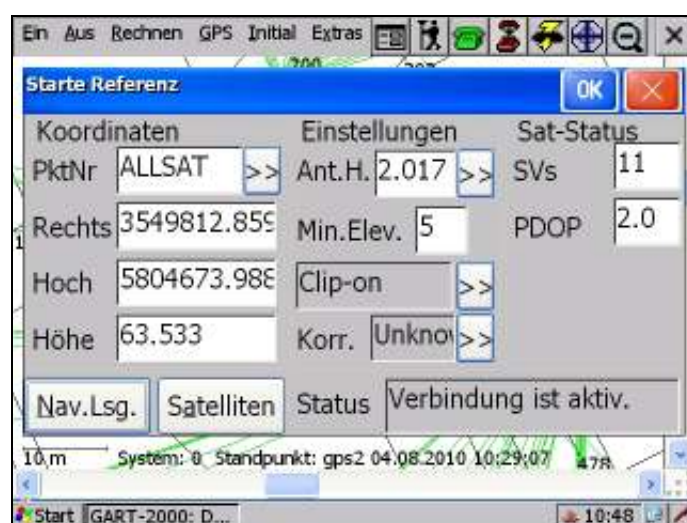 Ein Aus Rechnen GPS Initial Extras
Starte Referenz OK
Koordinaten Einstellungen Sat-Status
PktNr ALLSAT >> Ant.H. 2.017 >> SVs 11
Rechts 3549812.859 Min.Elev. 5 PDOP 2.0
Hoch 5804673.988 Clip-on >>
Höhe 63.533 Korr. Unknov >>
Nav.Lsg. Satelliten Status Verbindung ist aktiv.
10 m System: 0 Standpunkt: gps2 04.08.2010 10:29:07 478
Start GART-2000: D... 10:48